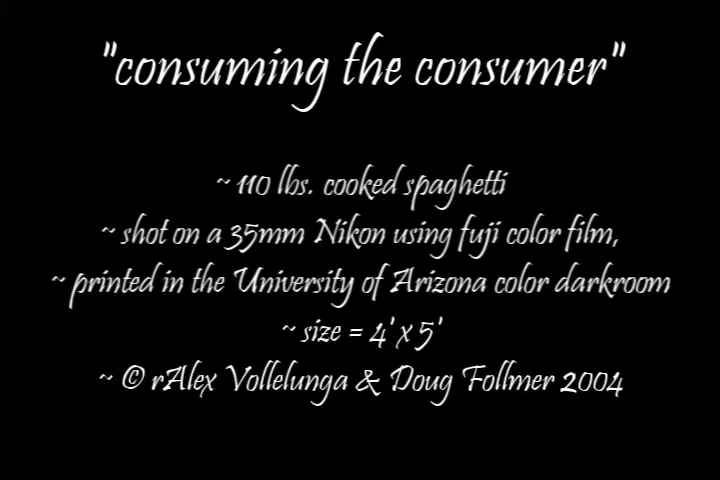 "consuming the consumer"
~ 110 lbs. cooked spaghetti
~ shot on a 35mm Nikon using fuji color film,
~ printed in the University of Arizona color darkroom
~ size = 4' x 5'
~ © rAlex Vollelunga & Doug Follmer 2004